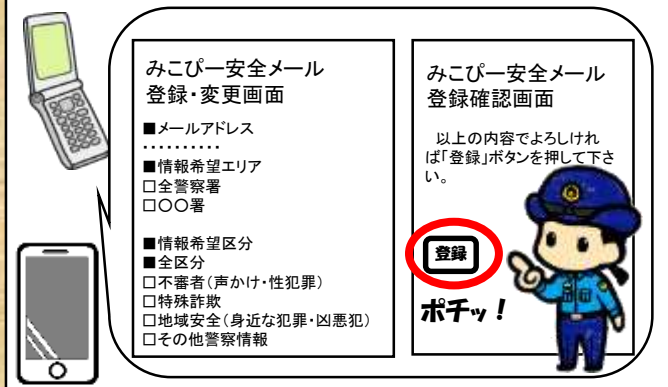 みこぴー安全メール
登録・変更画面
■メールアドレス
・・・・・・・・・・
■情報希望エリア
□全警察署
□○○署
■情報希望区分
■全区分
□不審者(声かけ・性犯罪)
□特殊詐欺
□地域安全(身近な犯罪・凶悪犯)
□その他警察情報
みこぴー安全メール
登録確認画面
以上の内容でよろしけれ
ば「登録」ボタンを押して下さ
い。
登録
ポチッ!